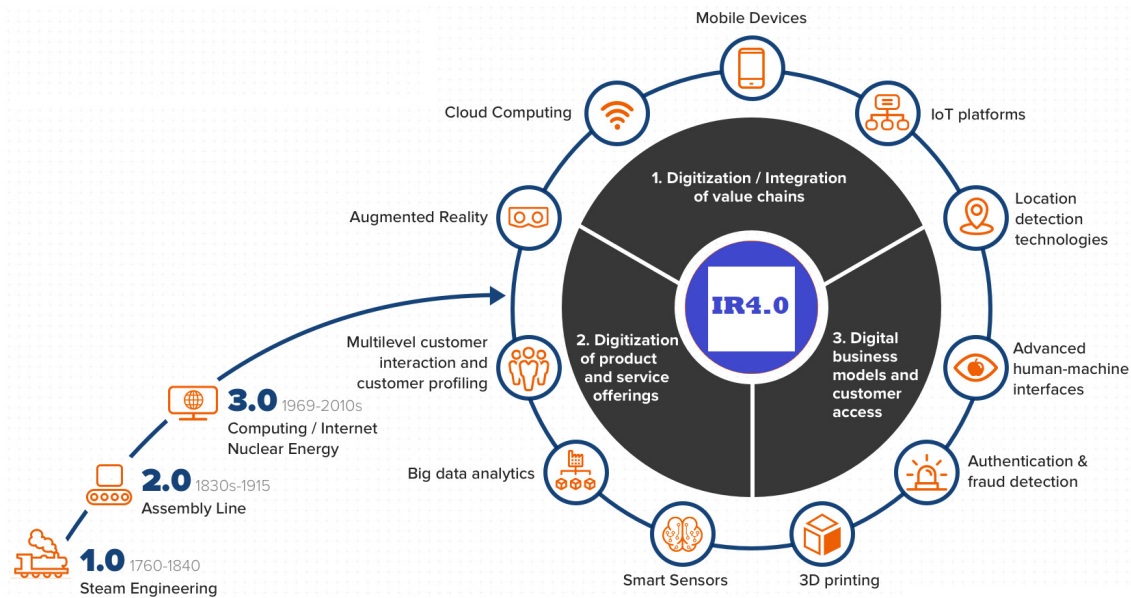 Mobile Devices
Cloud Computing
IoT platforms
1. Digitization / Integration
of value chains
Augmented Reality
Location
detection
technologies
IR4.0
Multilevel customer
interaction and
customer profiling
2. Digitization
of product
and service
offerings
3. Digital
business
models and
customer
access
Advanced
human-machine
interfaces
3.0 1969-2010s
Computing / Internet
Nuclear Energy
Big data analytics
Authentication &
fraud detection
2.0 1830s-1915
Assembly Line
1.0 1760-1840
Steam Engineering
Smart Sensors
3D printing